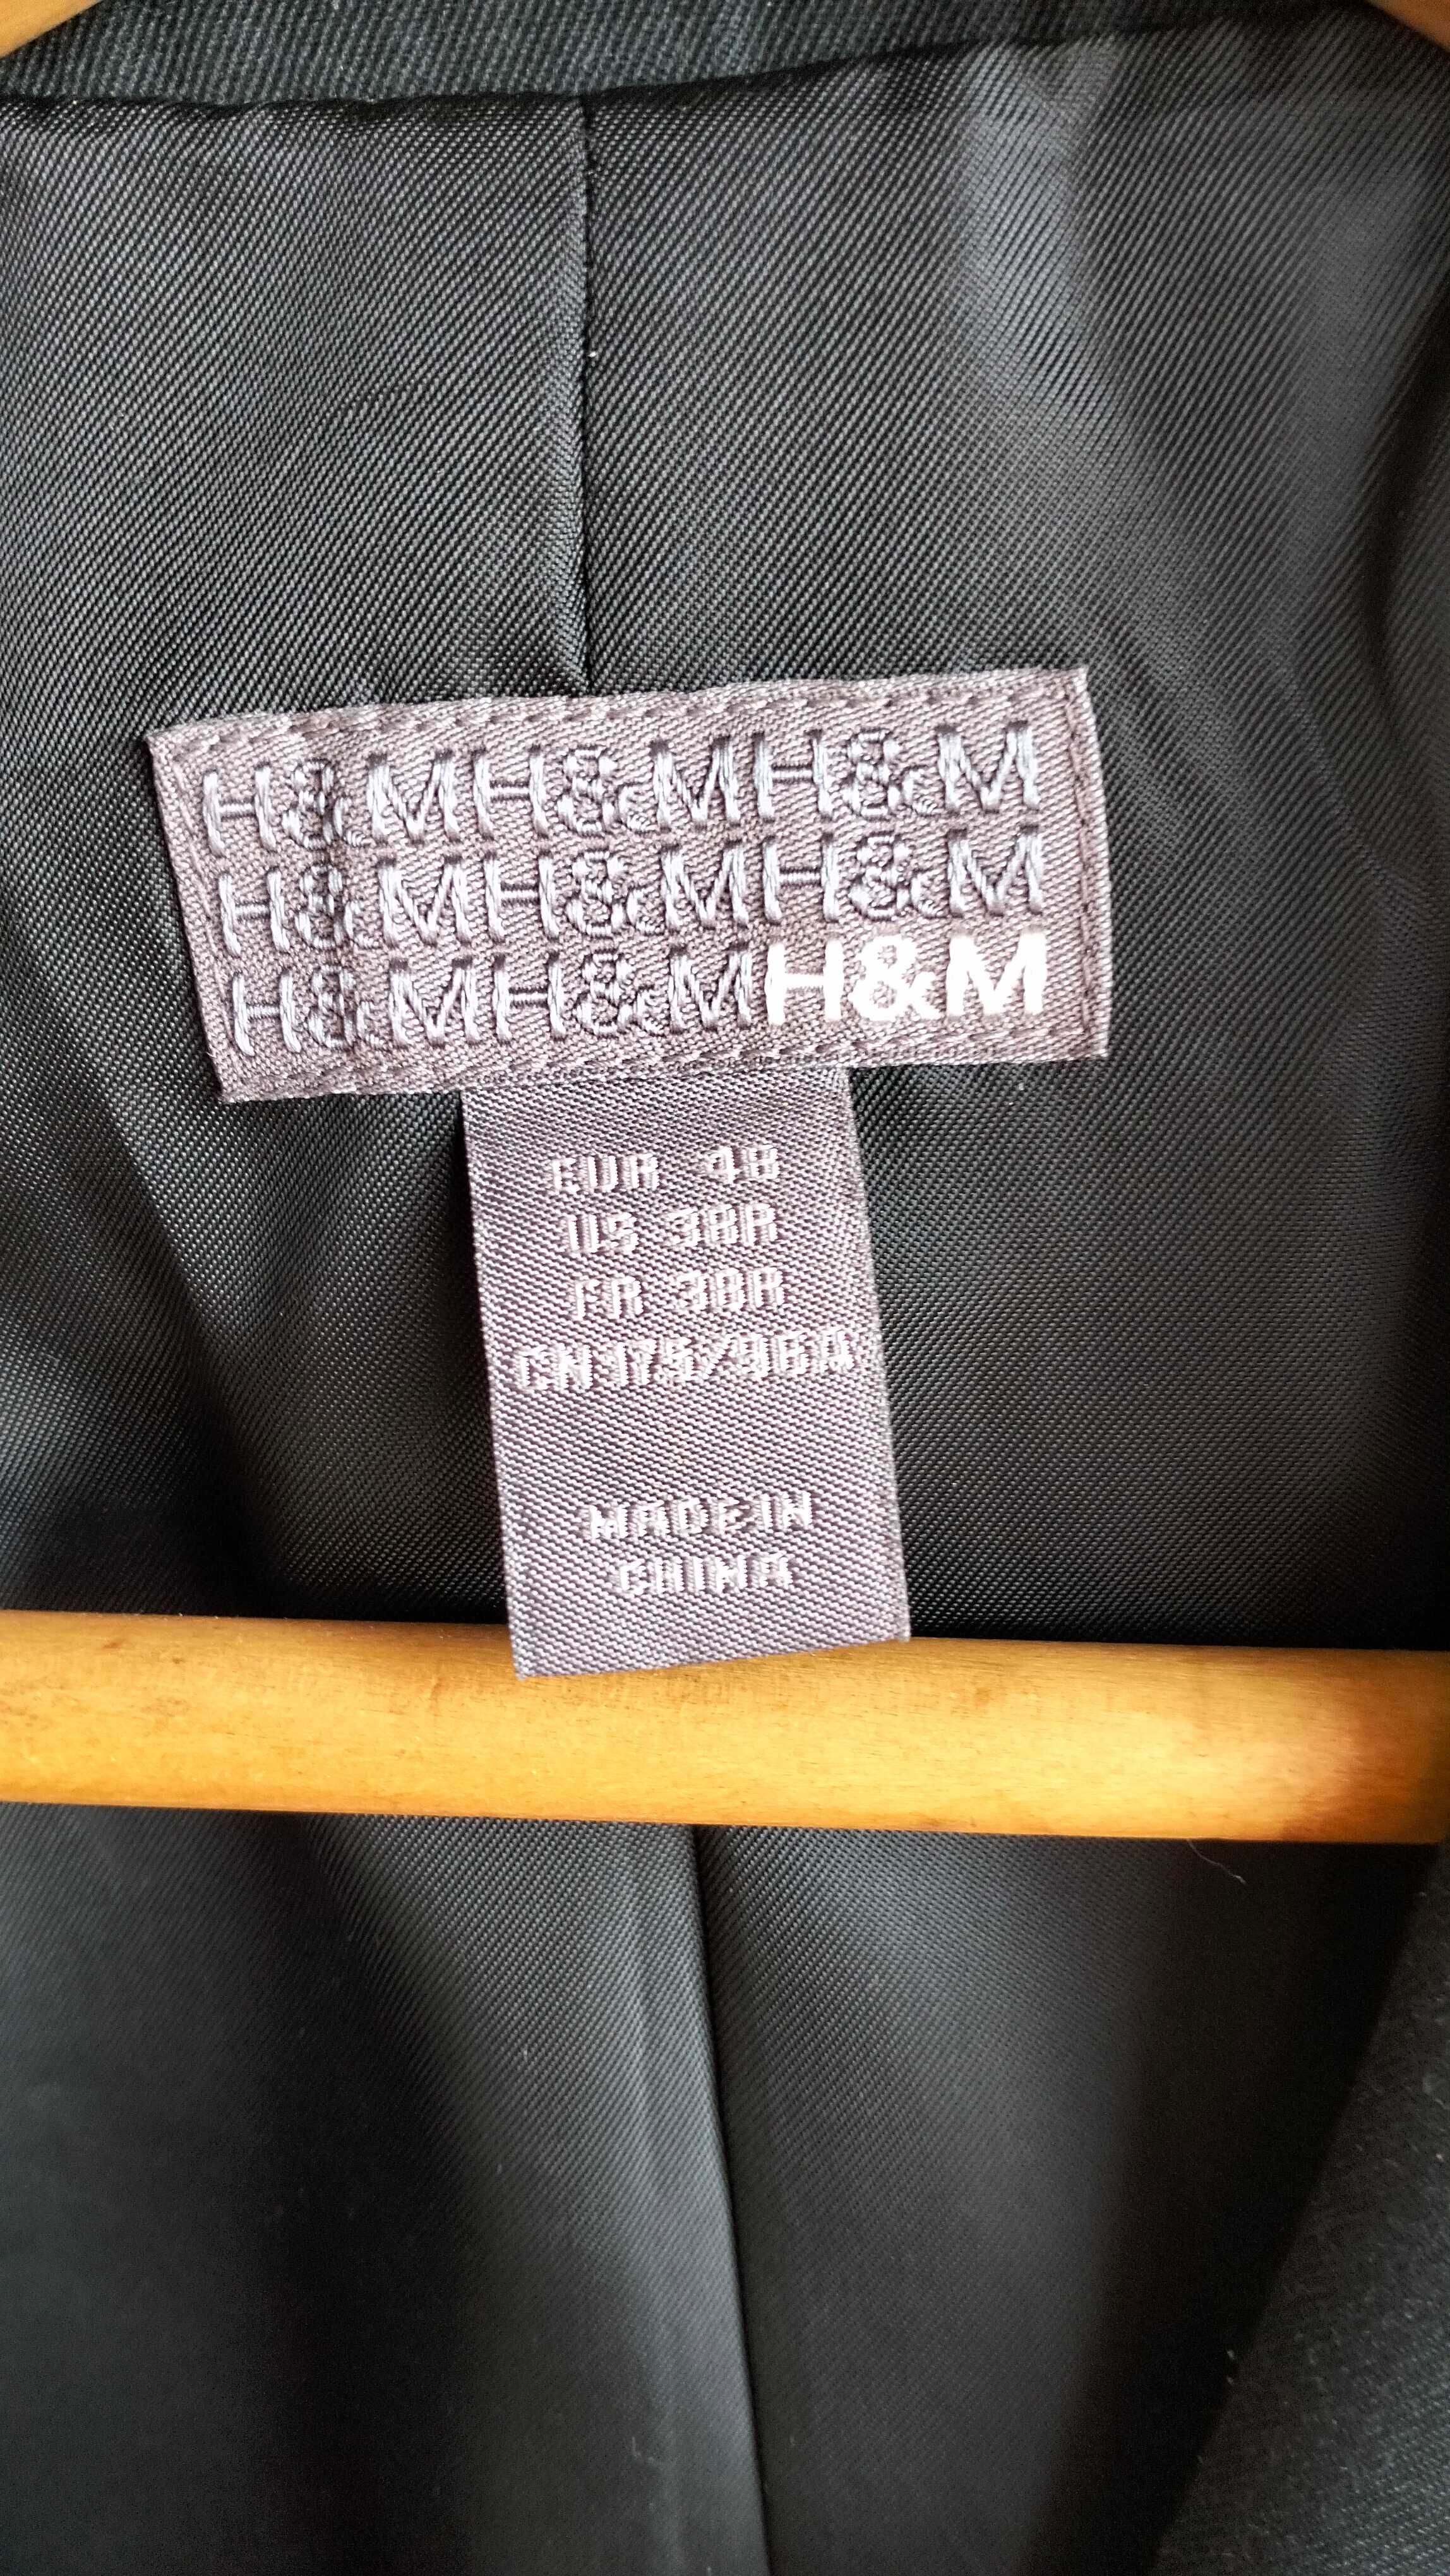 H&MH&MH&M
H&MH&MH&M
H&MH&MH&M
EUR 48
US 38R
FR 38R
CN 175/96A
MADE IN
CHINA